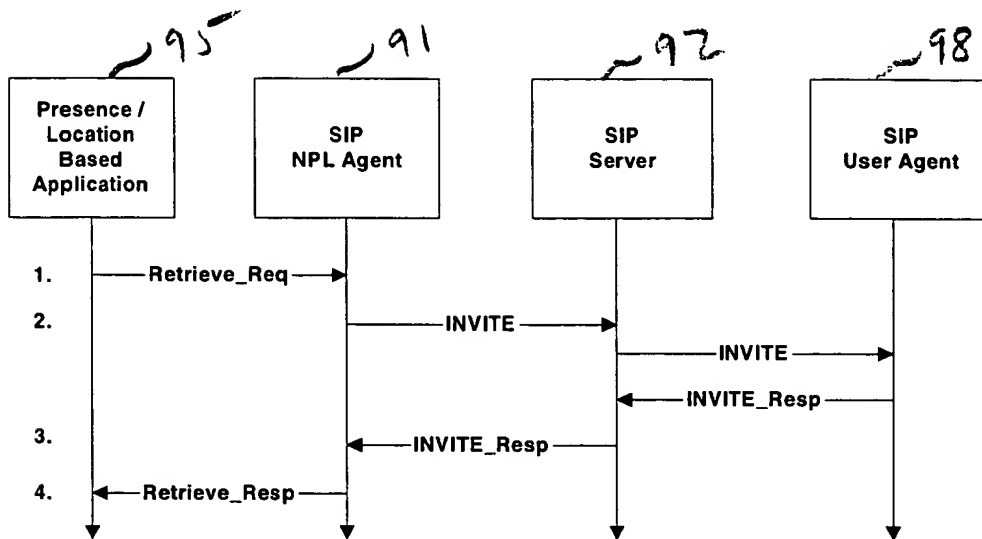 95
91
92
98
Presence /
Location
Based
Application
SIP
NPL Agent
SIP
Server
SIP
User Agent
1.
Retrieve_Req
2.
INVITE
INVITE
INVITE_Resp
3.
INVITE_Resp
4.
Retrieve_Resp